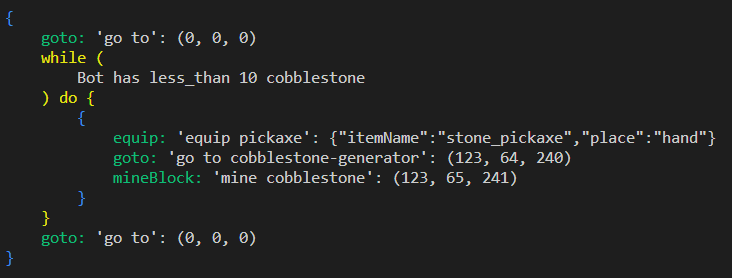 {
    goto: 'go to': (0, 0, 0)
    while (
        Bot has less_than 10 cobblestone
    ) do {
        {
            equip: 'equip pickaxe': {"itemName":"stone_pickaxe","place":"hand"}
            goto: 'go to cobblestone-generator': (123, 64, 240)
            mineBlock: 'mine cobblestone': (123, 65, 241)
        }
    }
    goto: 'go to': (0, 0, 0)
}